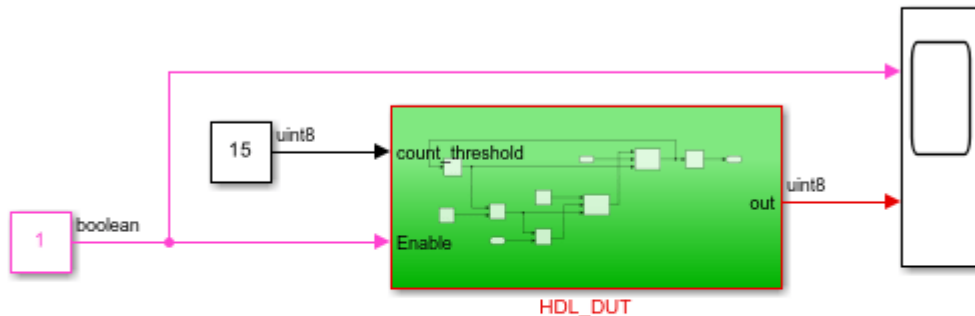 15
uint8
count_threshold
uint8
out
1
boolean
Enable
HDL_DUT